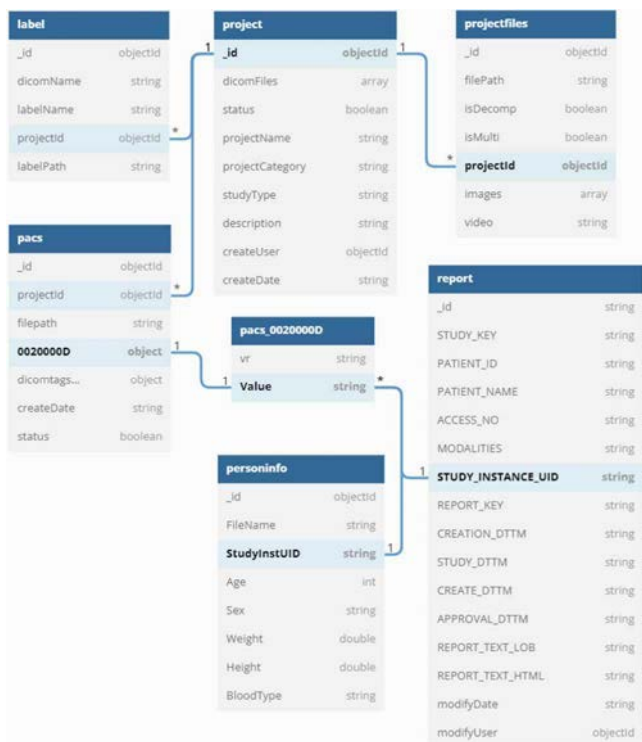 label
_id objectid
dicomName string
labelName string
projectId objectid
*
labelPath string
project
1 _id objectId 1
dicomFiles array
status boolean
projectName string
projectCategory string
studyType string
description string
createUser objectid
createDate string
projectfiles
_id objectid
filePath string
isDecomp boolean
isMulti boolean
* projectId objectid
images array
video string
pacs
_id objectid
projectId objectid *
filepath string
0020000D object 1
dicomtags... object
createDate string
status boolean
pacs_0020000D
vr string
1 Value string *
personinfo
_id objectid
FileName string
StudyInstUID string 1
Age int
Sex string
Weight double
Height double
BloodType string
report
_id string
STUDY_KEY string
PATIENT_ID string
PATIENT_NAME string
ACCESS_NO string
MODALITIES string
1 STUDY_INSTANCE_UID string
REPORT_KEY string
CREATION_DTTM string
STUDY_DTTM string
CREATE_DTTM string
APPROVAL_DTTM string
REPORT_TEXT_LOB string
REPORT_TEXT_HTML string
modifyDate string
modifyUser objectid